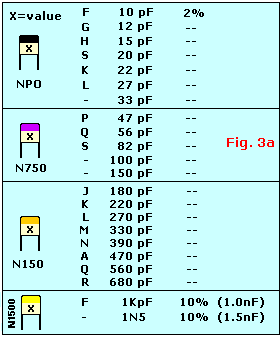 X=value F 10 pF 2%
G 12 pF --
H 15 pF --
S 20 pF --
X K 22 pF --
L 27 pF --
NPO - 33 pF
P 47 pF --
Q 56 pF --
X S 82 pF -- Fig. 3a
- 100 pF --
N750 - 150 pF --
J 180 pF --
K 220 pF --
L 270 pF --
X M 330 pF --
N 390 pF --
N150 A 470 pF --
Q 560 pF --
R 680 pF --
N1500 X F 1KpF 10% (1.0nF)
- 1N5 10% (1.5nF)